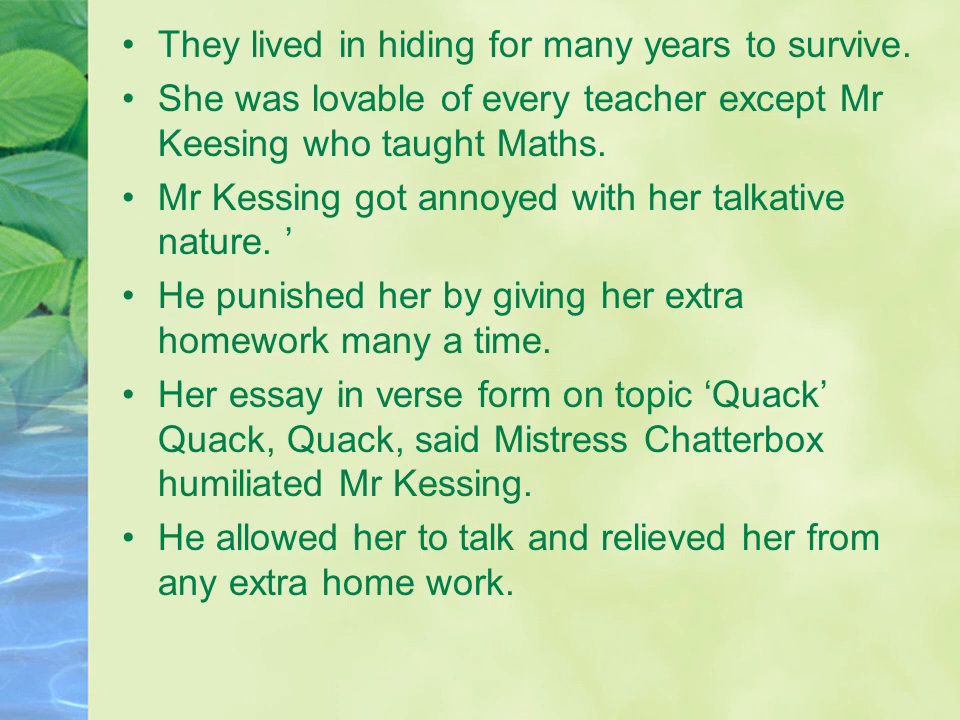 • They lived in hiding for many years to survive.
• She was lovable of every teacher except Mr
Keesing who taught Maths.
• Mr Kessing got annoyed with her talkative
nature. ’
• He punished her by giving her extra
homework many a time.
• Her essay in verse form on topic ‘Quack’
Quack, Quack, said Mistress Chatterbox
humiliated Mr Kessing.
• He allowed her to talk and relieved her from
any extra home work.